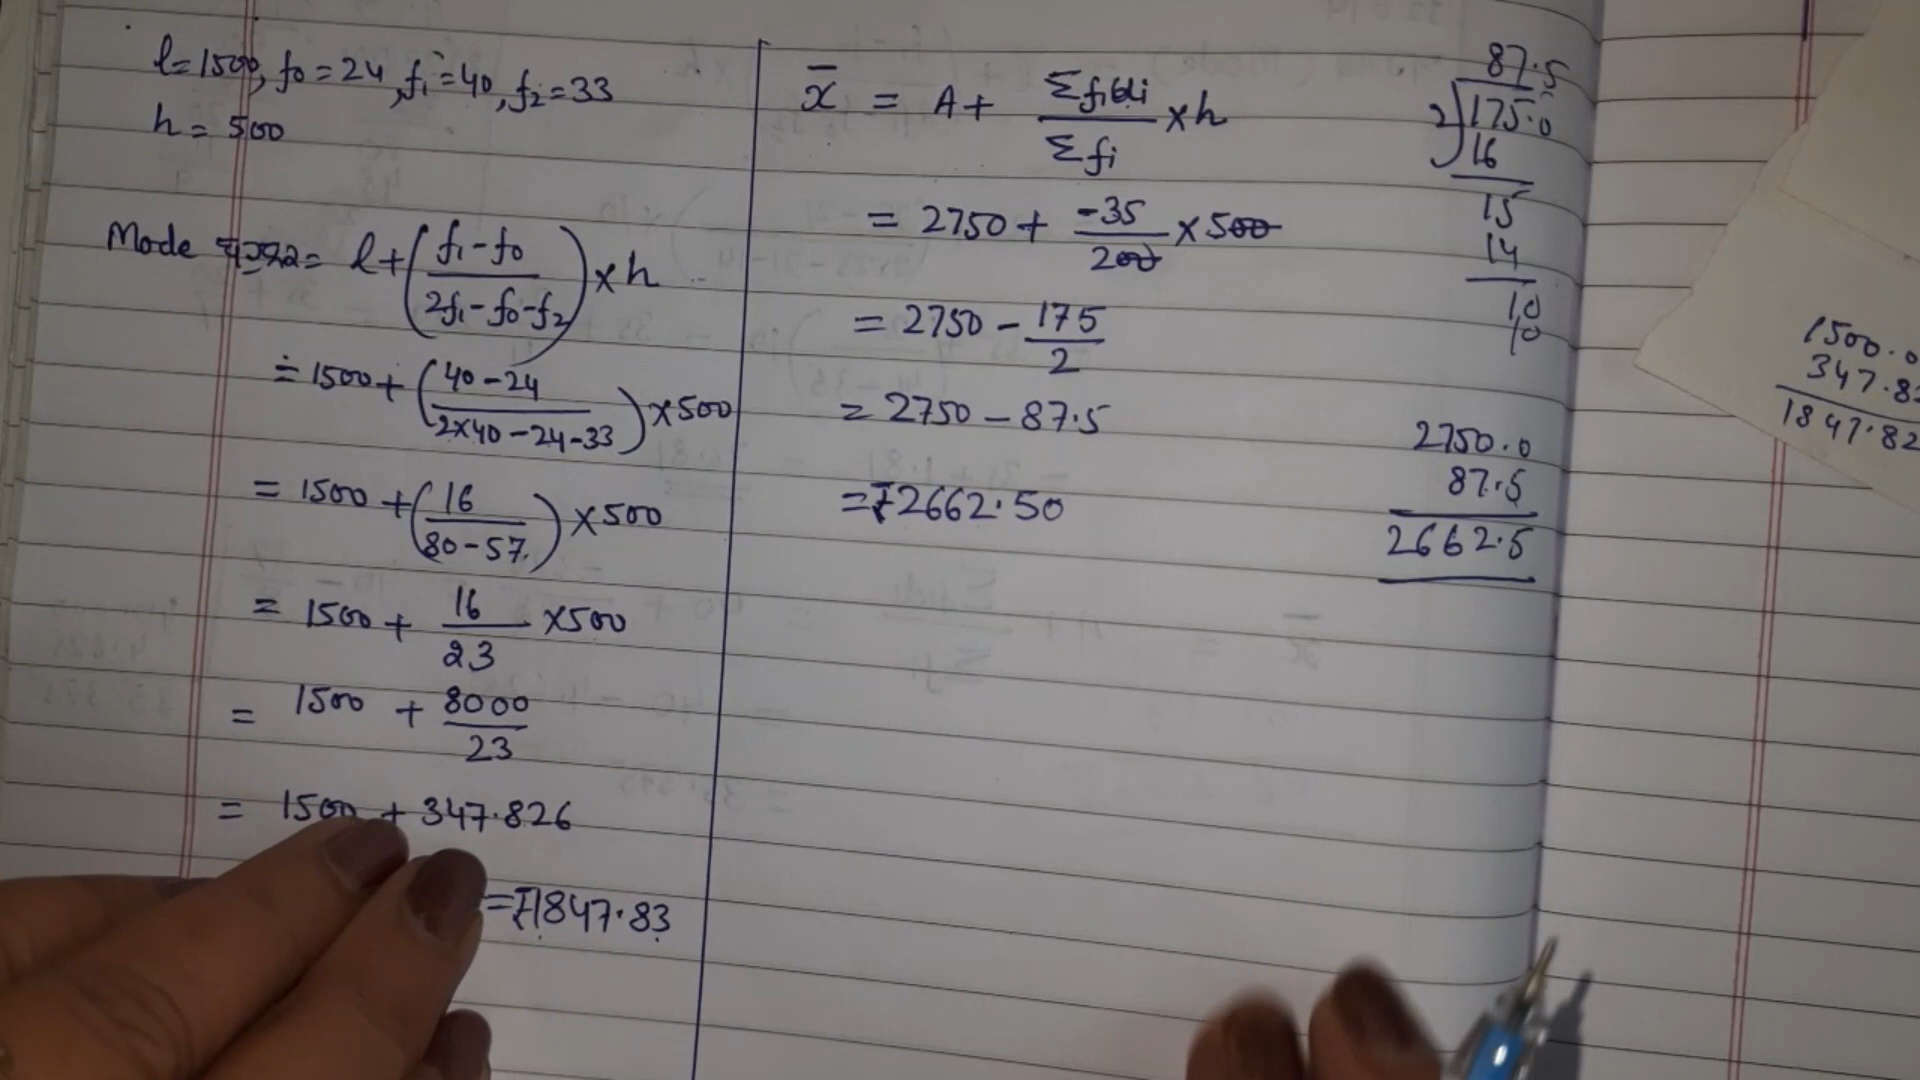 l=1500, f0=24, f1=40, f2=33
h = 500
Mode = l+(f1-f0/2f1-f0-f2)×h
= 1500+(40-24/2×40-24-33)×500
= 1500+(16/80-57)×500
= 1500+ 16/23 ×500
= 1500 + 8000/23
= 1500 + 347.826
= ₹1847.83
x̄ = A+ Σfidi/Σfi ×h
= 2750+ -35/200 ×500
= 2750 - 175/2
= 2750 - 87.5
= ₹2662.50
87.5
2√175.0
16
15
14
10
10
2750.0
87.5
2662.5
1500.0
347.8
1847.82